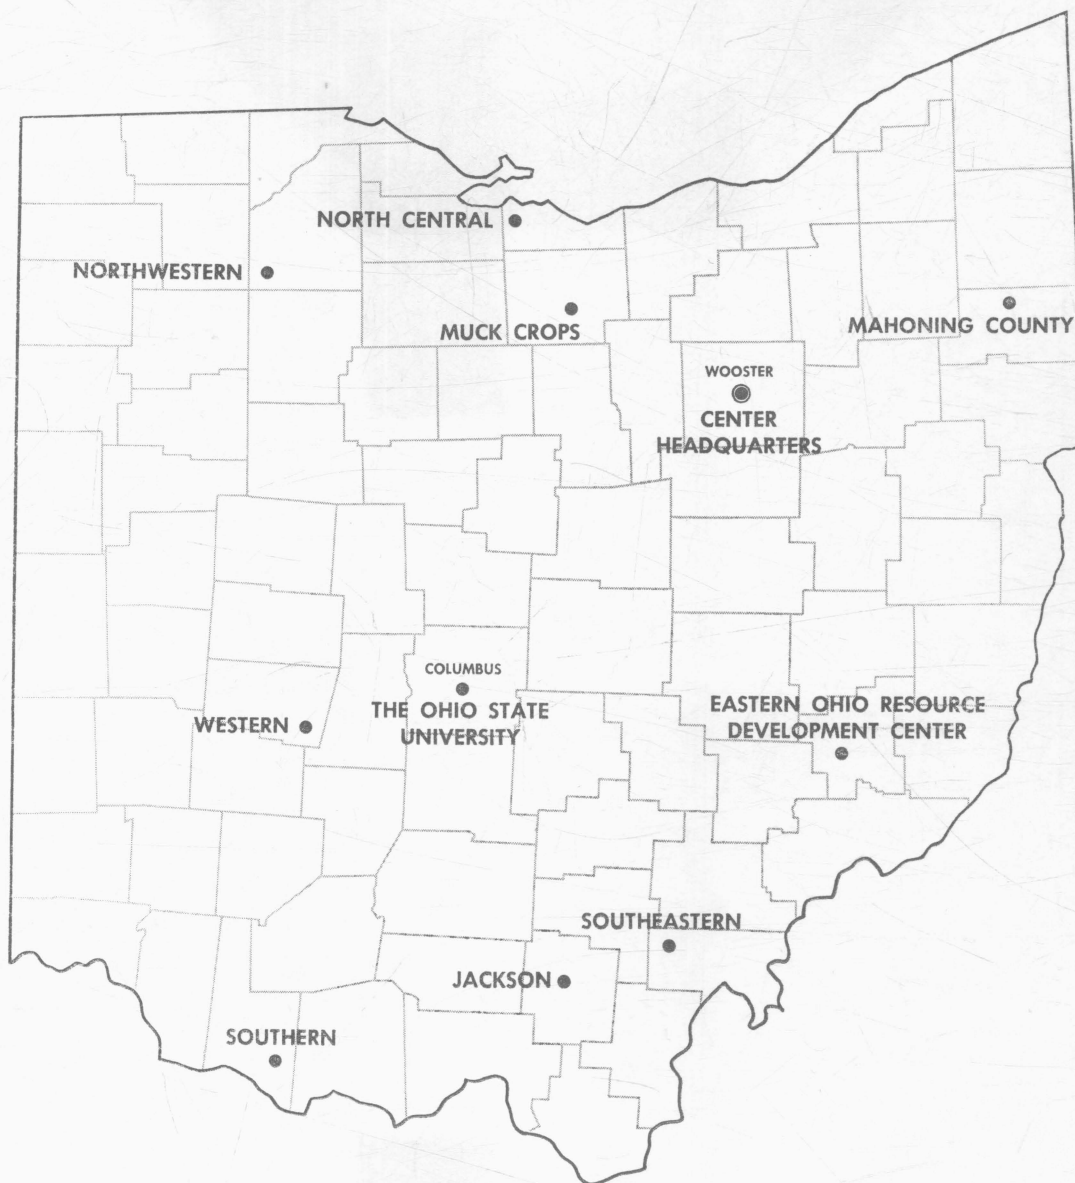 NORTH CENTRAL
NORTHWESTERN
MUCK CROPS
MAHONING COUNTY
WOOSTER
CENTER
HEADQUARTERS
COLUMBUS
THE OHIO STATE
UNIVERSITY
WESTERN
EASTERN OHIO RESOURCE
DEVELOPMENT CENTER
SOUTHEASTERN
JACKSON
SOUTHERN